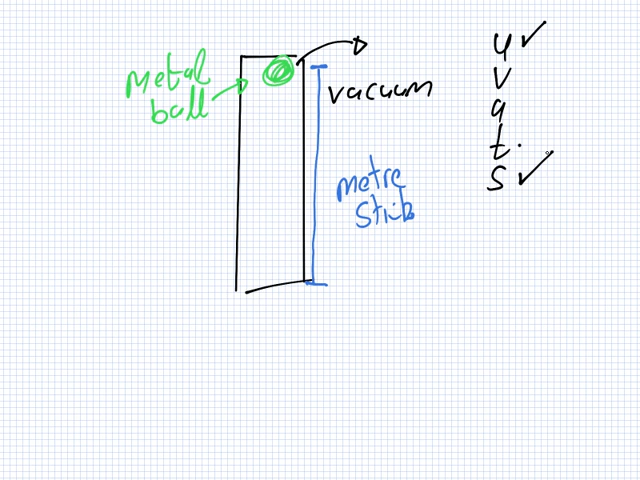 metal
ball
vacuum
metre
stick
u ✓
v
a
t.
s ✓